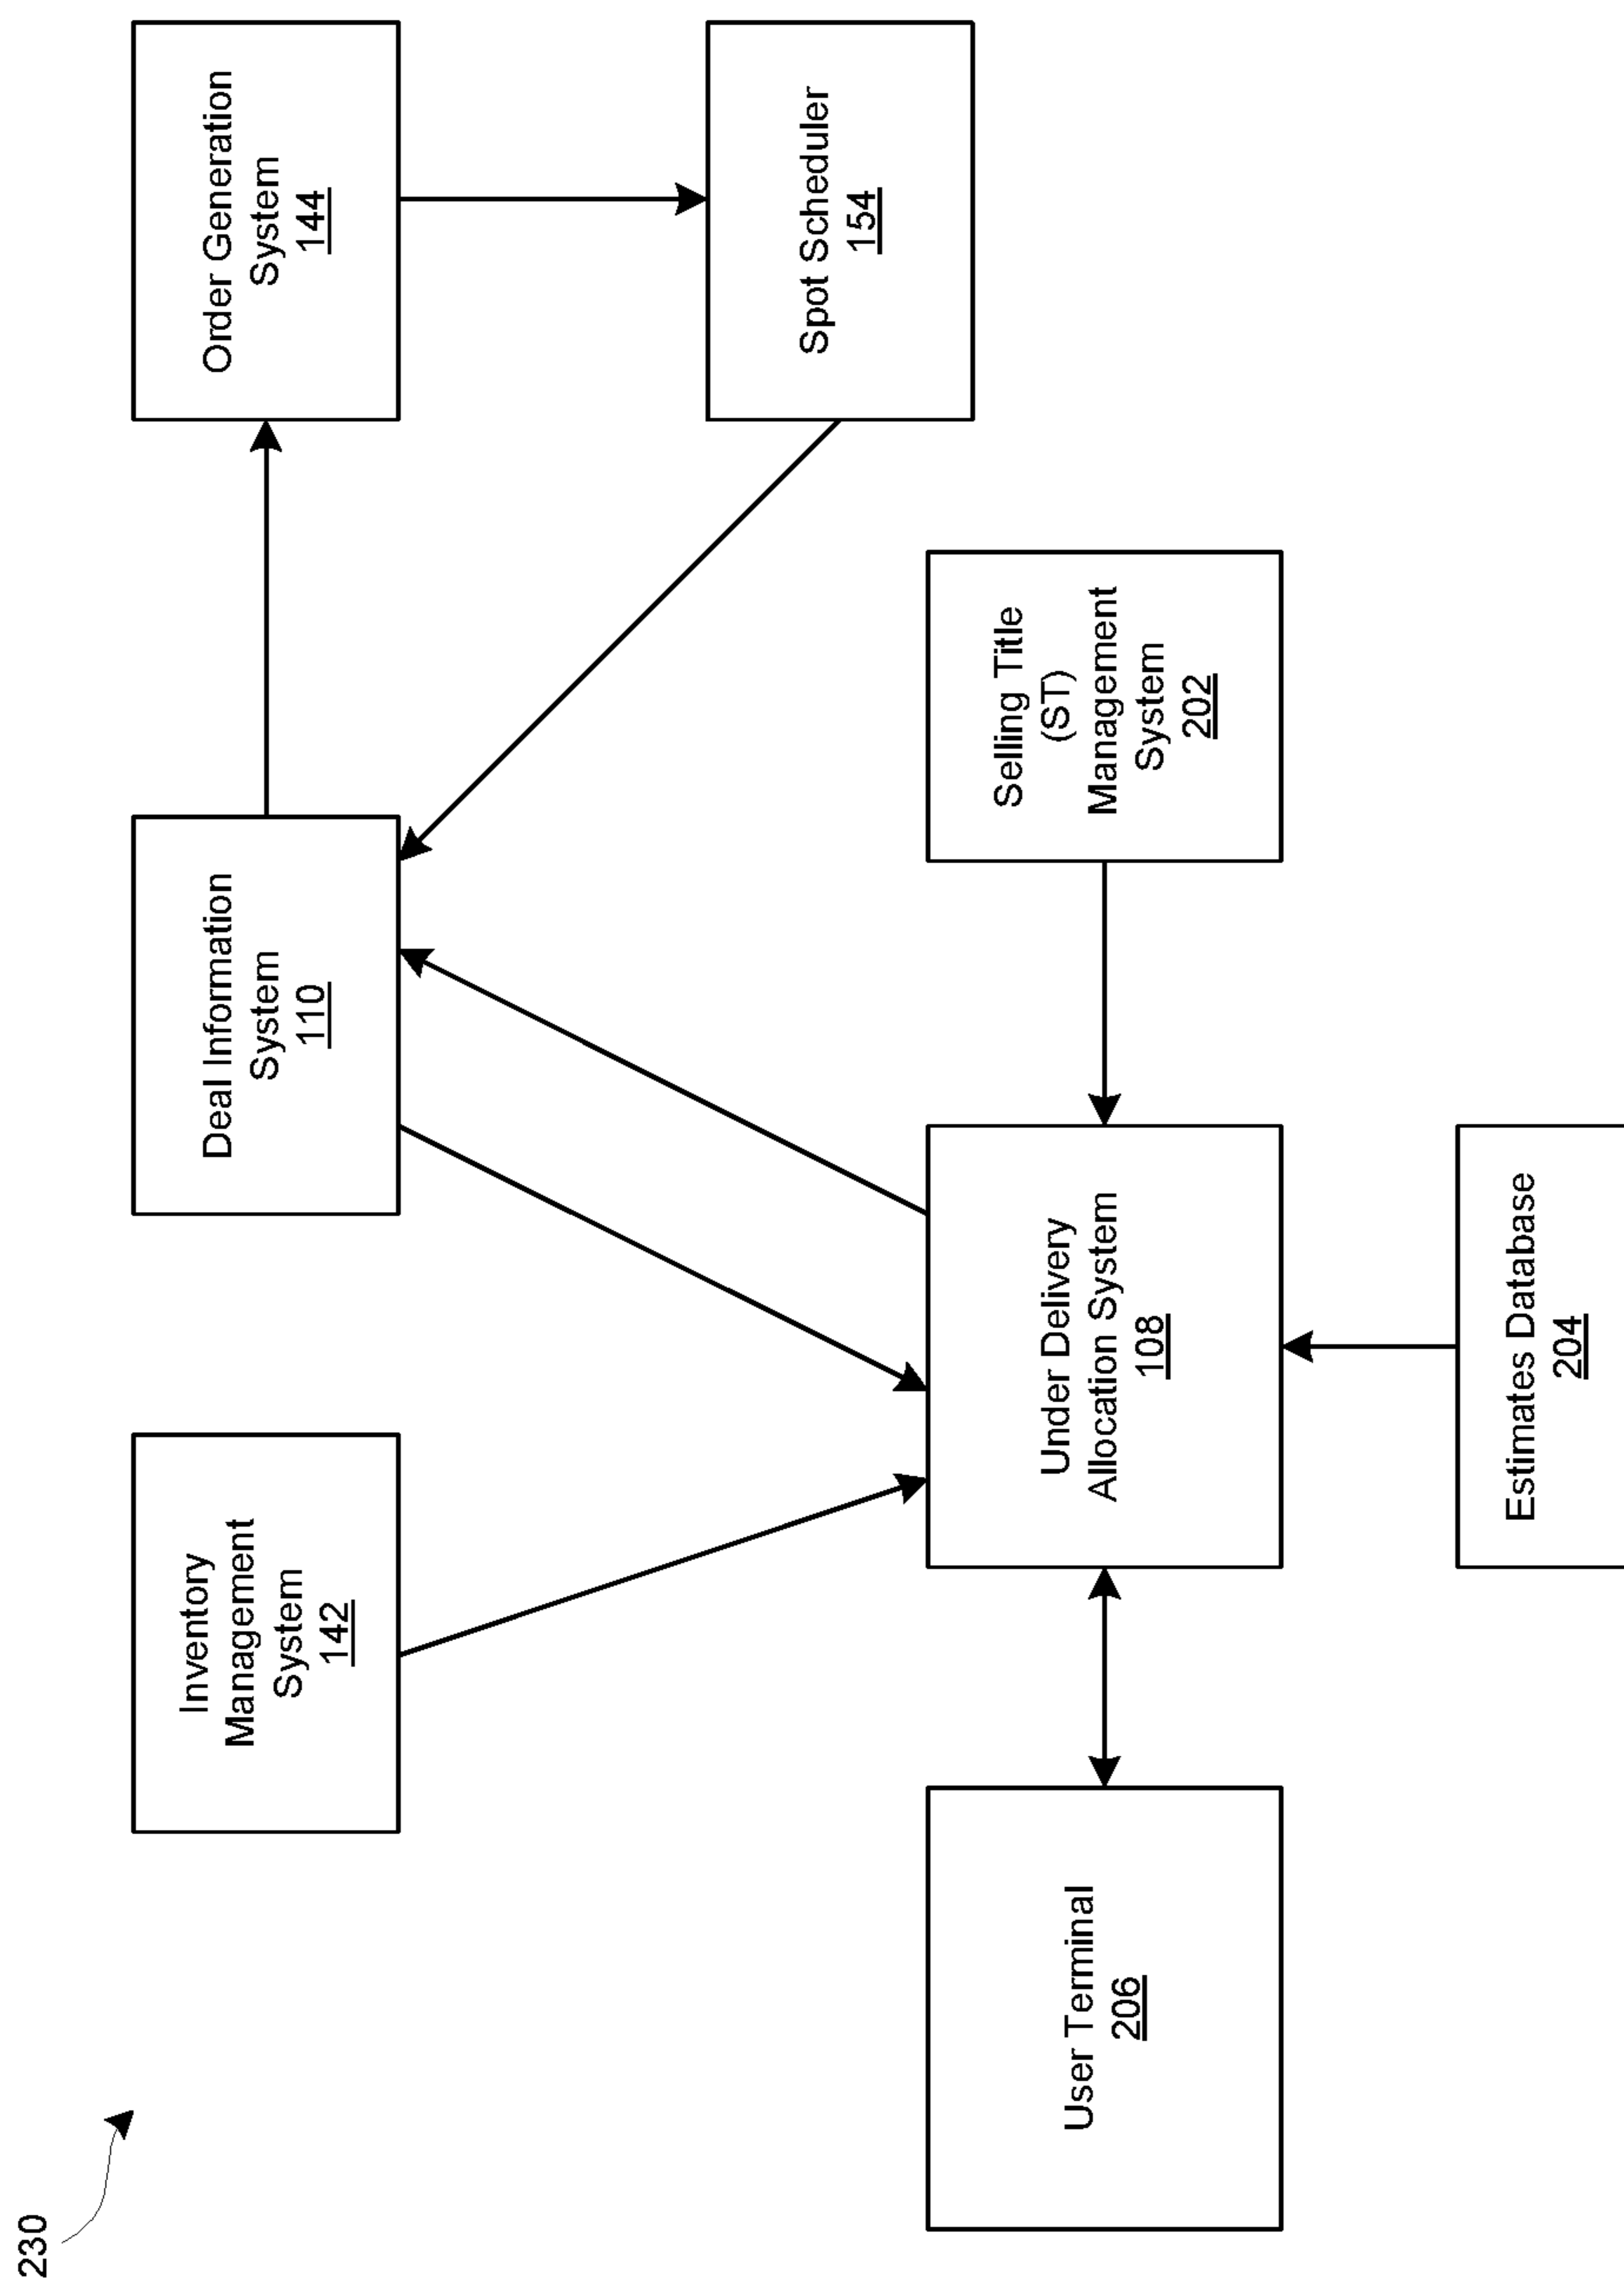 230
Inventory
Management
System
142
Deal Information
System
110
Order Generation
System
144
Spot Scheduler
154
User Terminal
206
Under Delivery
Allocation System
108
Selling Title
(ST)
Management
System
202
Estimates Database
204